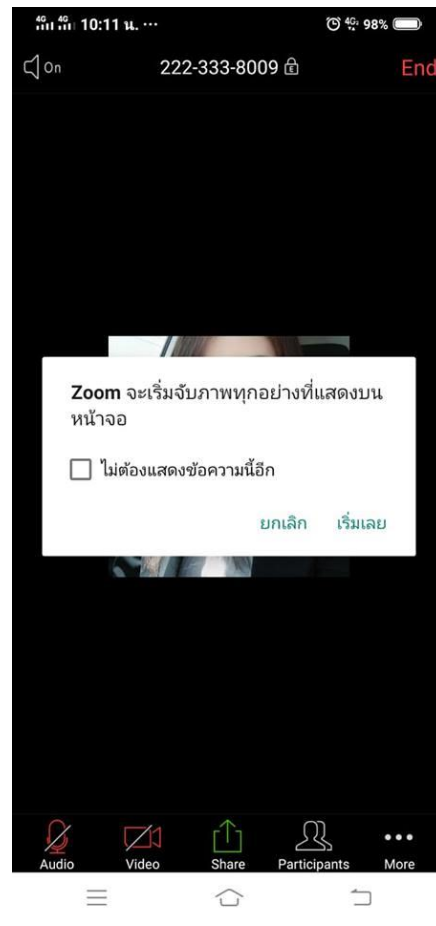 4G 4G 10:11 น. ··· 4G 98%
On 222-333-8009 End
Zoom จะเริ่มจับภาพทุกอย่างที่แสดงบน
หน้าจอ
ไม่ต้องแสดงข้อความนี้อีก
ยกเลิก เริ่มเลย
Audio Video Share Participants More